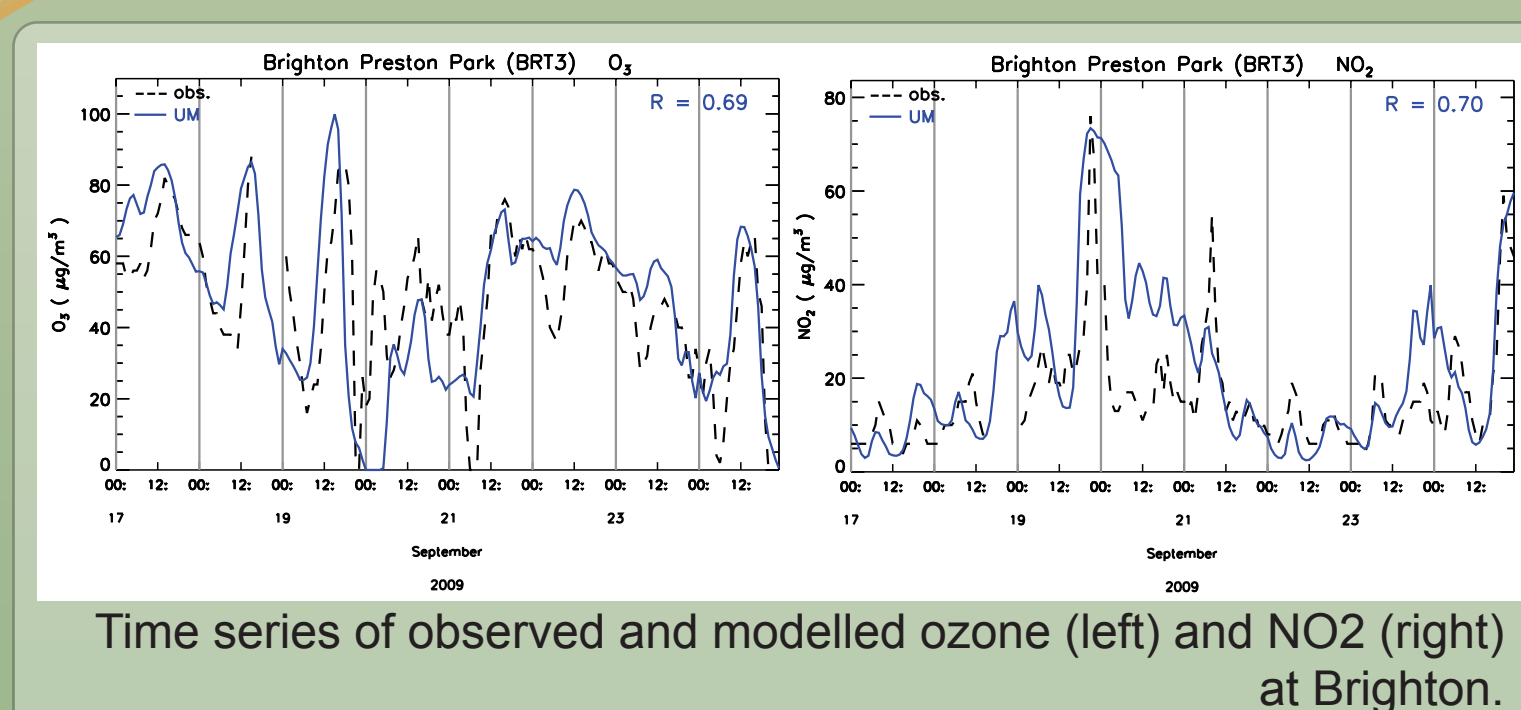 Brighton Preston Park (BRT3) O₃
obs.
UM
R = 0.69
O₃ ( µg/m³ )
100
80
60
40
20
0
00: 12: 00: 12: 00: 12: 00: 12: 00: 12: 00: 12: 00: 12: 00: 12:
17 19 21 23
September
2009
Brighton Preston Park (BRT3) NO₂
obs.
UM
R = 0.70
NO₂ ( µg/m³ )
80
60
40
20
0
00: 12: 00: 12: 00: 12: 00: 12: 00: 12: 00: 12: 00: 12: 00: 12:
17 19 21 23
September
2009
Time series of observed and modelled ozone (left) and NO2 (right)
at Brighton.